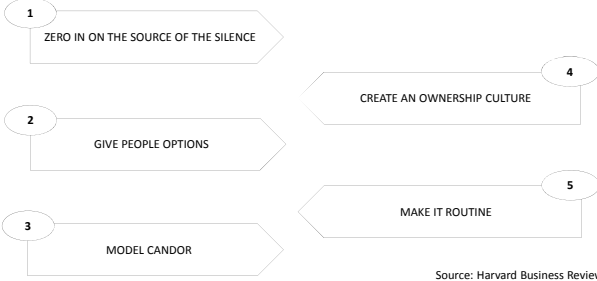 1
ZERO IN ON THE SOURCE OF THE SILENCE
2
GIVE PEOPLE OPTIONS
3
MODEL CANDOR
4
CREATE AN OWNERSHIP CULTURE
5
MAKE IT ROUTINE
Source: Harvard Business Review